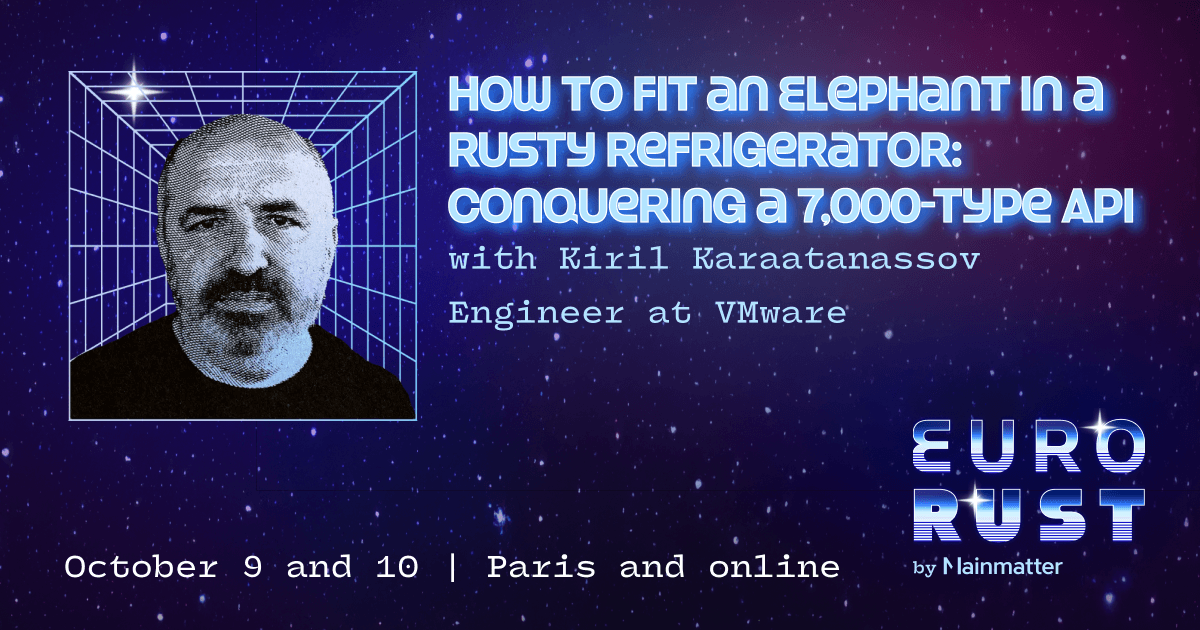 HOW TO FIT an ELEPHANT IN a
RUSTY REFRIGERATOR:
CONQUERING a 7,000-TYPE API
with Kiril Karaatanassov
Engineer at VMware
EURO
RUST
by Mainmatter
October 9 and 10 | Paris and online